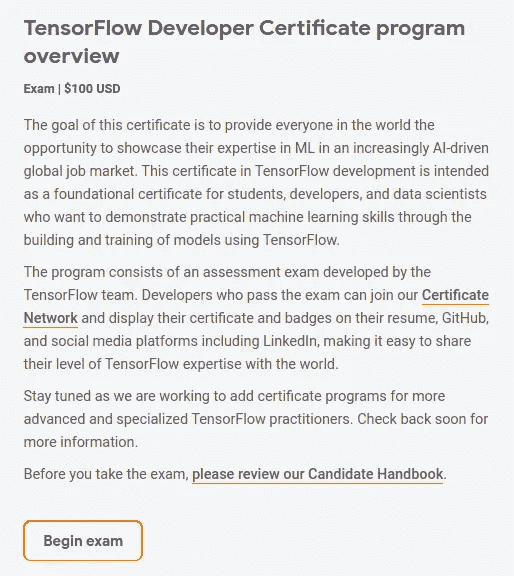 TensorFlow Developer Certificate program
overview
Exam | $100 USD
The goal of this certificate is to provide everyone in the world the
opportunity to showcase their expertise in ML in an increasingly AI-driven
global job market. This certificate in TensorFlow development is intended
as a foundational certificate for students, developers, and data scientists
who want to demonstrate practical machine learning skills through the
building and training of models using TensorFlow.
The program consists of an assessment exam developed by the
TensorFlow team. Developers who pass the exam can join our Certificate
Network and display their certificate and badges on their resume, GitHub,
and social media platforms including LinkedIn, making it easy to share
their level of TensorFlow expertise with the world.
Stay tuned as we are working to add certificate programs for more
advanced and specialized TensorFlow practitioners. Check back soon for
more information.
Before you take the exam, please review our Candidate Handbook.
Begin exam